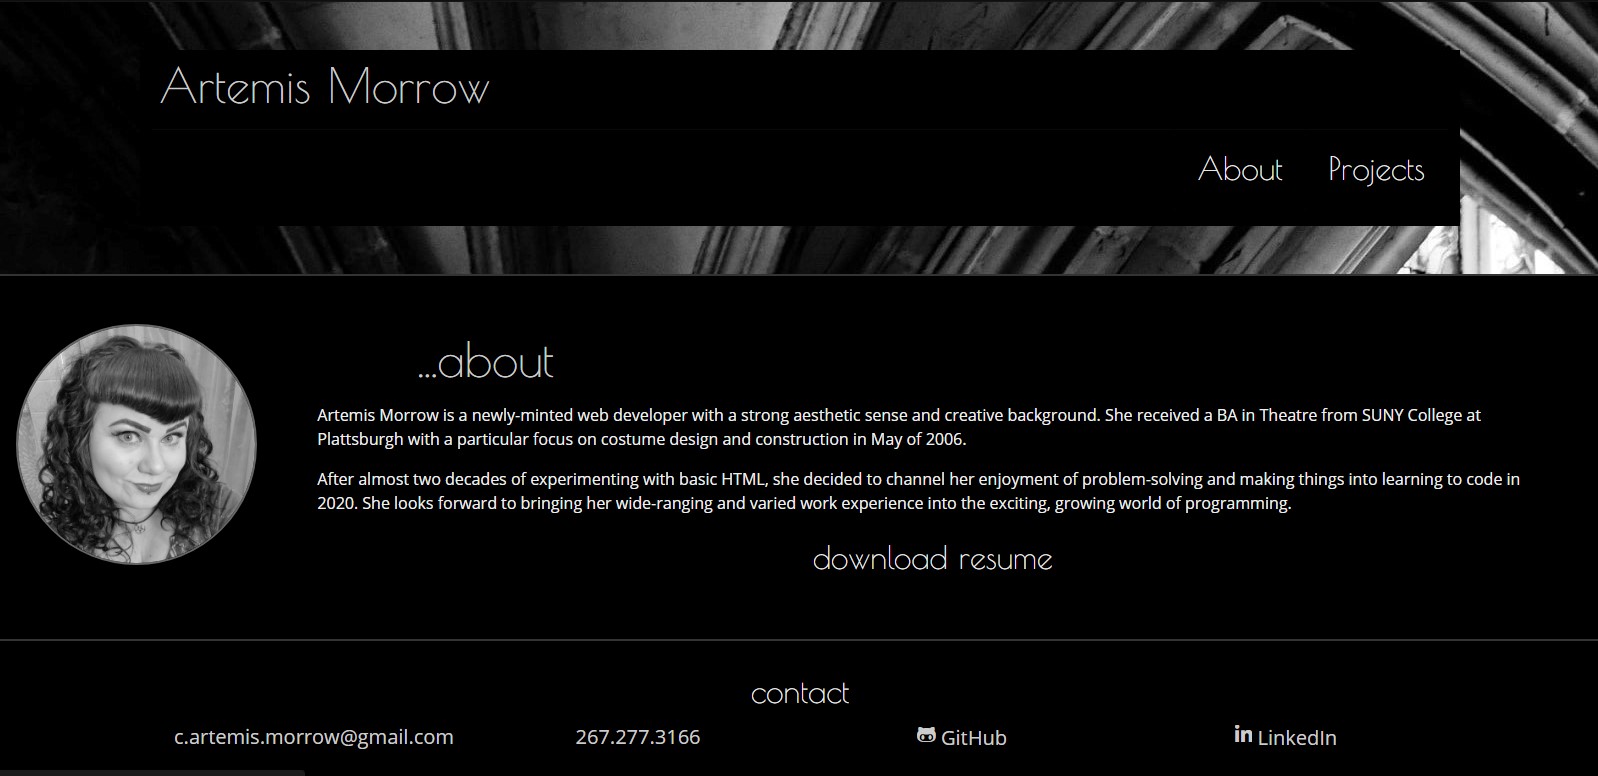 Artemis Morrow
About Projects
...about
Artemis Morrow is a newly-minted web developer with a strong aesthetic sense and creative background. She received a BA in Theatre from SUNY College at
Plattsburgh with a particular focus on costume design and construction in May of 2006.
After almost two decades of experimenting with basic HTML, she decided to channel her enjoyment of problem-solving and making things into learning to code in
2020. She looks forward to bringing her wide-ranging and varied work experience into the exciting, growing world of programming.
download resume
contact
c.artemis.morrow@gmail.com 267.277.3166 GitHub LinkedIn